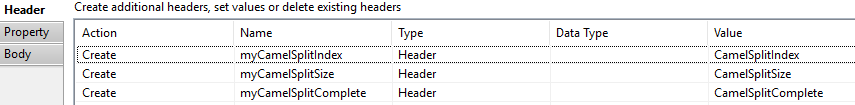 Header
Create additional headers, set values or delete existing headers
Property
Body
Action Name Type Data Type Value
Create myCamelSplitIndex Header CamelSplitIndex
Create myCamelSplitSize Header CamelSplitSize
Create myCamelSplitComplete Header CamelSplitComplete